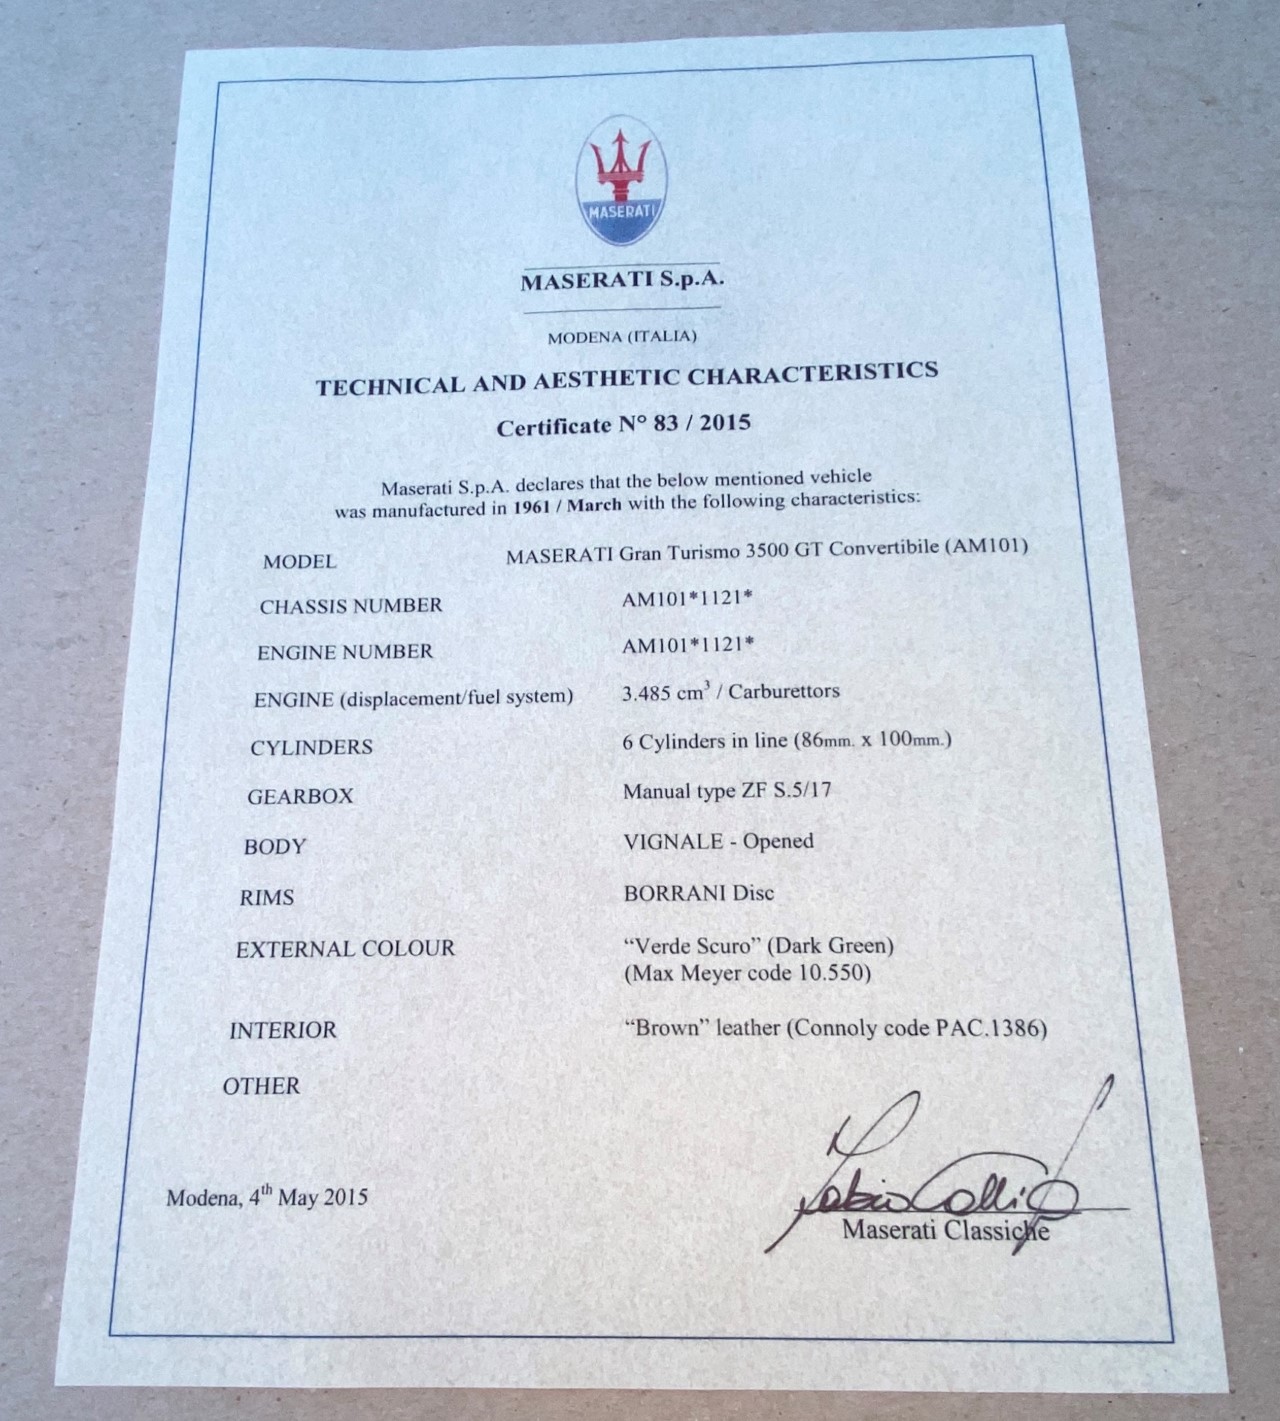 MASERATI
MASERATI S.p.A.
MODENA (ITALIA)
TECHNICAL AND AESTHETIC CHARACTERISTICS
Certificate N° 83 / 2015
Maserati S.p.A. declares that the below mentioned vehicle
was manufactured in 1961 / March with the following characteristics:
MODEL MASERATI Gran Turismo 3500 GT Convertibile (AM101)
CHASSIS NUMBER AM101*1121*
ENGINE NUMBER AM101*1121*
ENGINE (displacement/fuel system) 3.485 cm³ / Carburettors
CYLINDERS 6 Cylinders in line (86mm. x 100mm.)
GEARBOX Manual type ZF S.5/17
BODY VIGNALE - Opened
RIMS BORRANI Disc
EXTERNAL COLOUR “Verde Scuro” (Dark Green)
(Max Meyer code 10.550)
INTERIOR “Brown” leather (Connoly code PAC.1386)
OTHER
Modena, 4th May 2015
Maserati Classiche